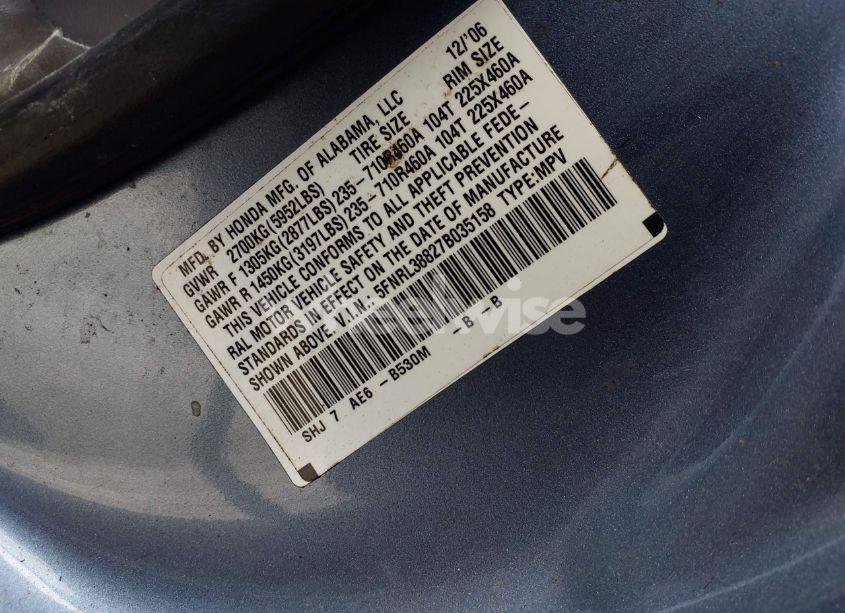 MFD. BY HONDA MFG. OF ALABAMA, LLC 12/'06
GVWR 2700KG(5952LBS) TIRE SIZE RIM SIZE
GAWR F 1305KG(2877LBS) 235-710R460A 104T 225X460A
GAWR R 1450KG(3197LBS) 235-710R460A 104T 225X460A
THIS VEHICLE CONFORMS TO ALL APPLICABLE FEDE-
RAL MOTOR VEHICLE SAFETY AND THEFT PREVENTION
STANDARDS IN EFFECT ON THE DATE OF MANUFACTURE
SHOWN ABOVE. V.I.N.: 5FNRL38827B035158 TYPE:MPV
SHJ 7 AE6 -B530M -B -B